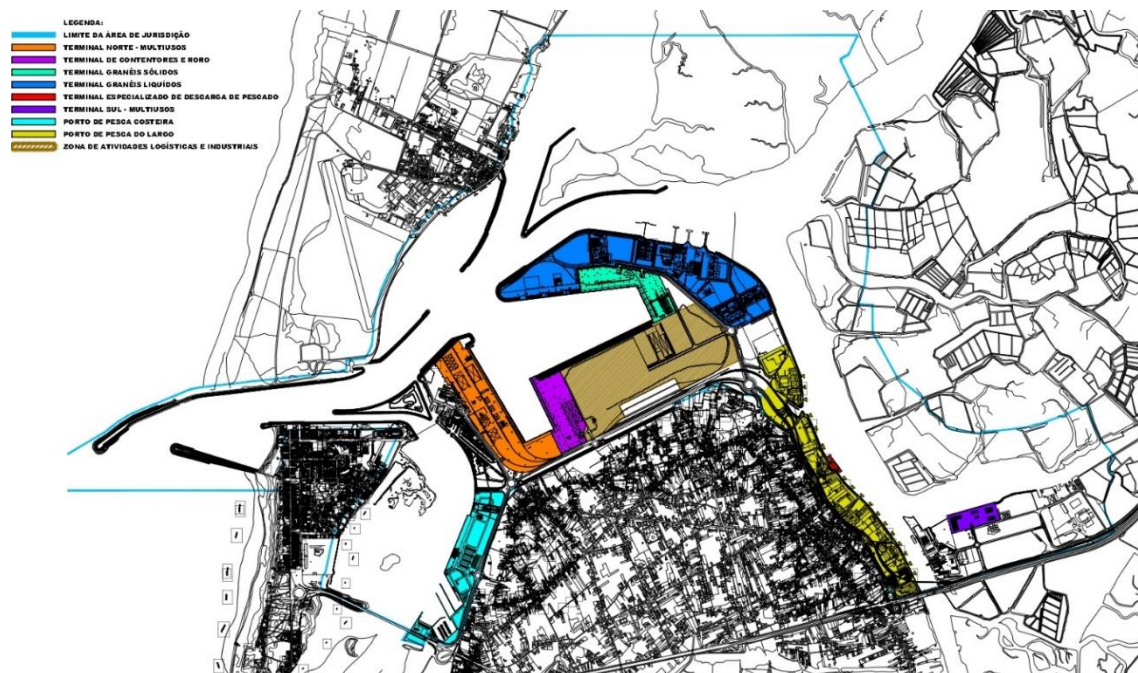 LEGENDA:
LIMITE DA ÁREA DE JURISDIÇÃO
TERMINAL NORTE - MULTIUSOS
TERMINAL DE CONTENTORES E RORO
TERMINAL GRANÉIS SÓLIDOS
TERMINAL GRANÉIS LIQUÍDOS
TERMINAL ESPECIALIZADO DE DESCARGA DE PESCADO
TERMINAL SUL - MULTIUSOS
PORTO DE PESCA COSTEIRA
PORTO DE PESCA DO LARGO
ZONA DE ATIVIDADES LOGÍSTICAS E INDUSTRIAIS